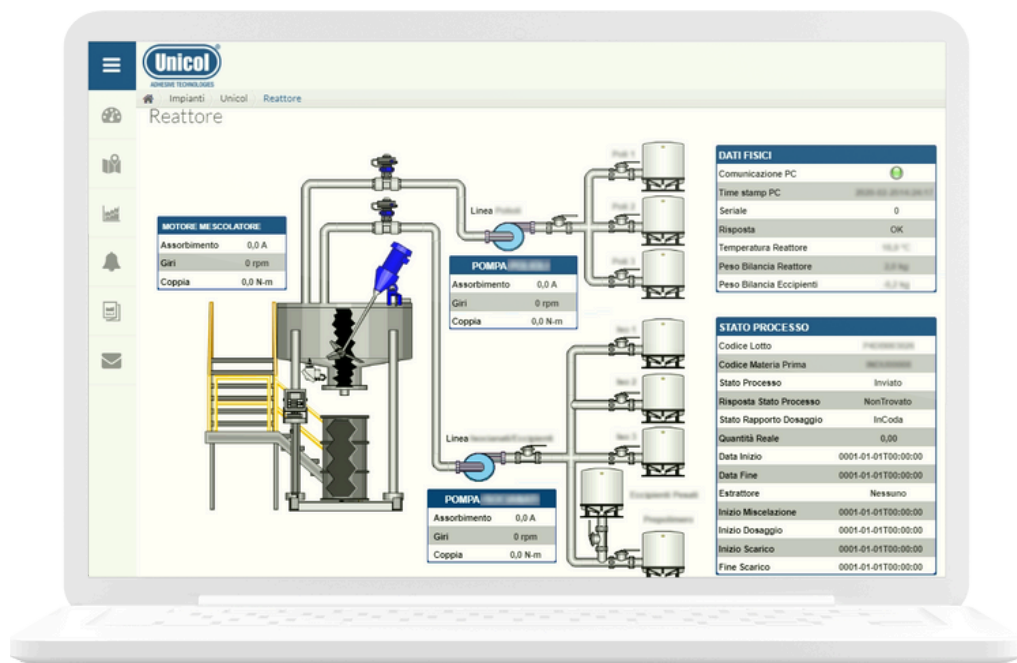 Unicol
ADHESIVE TECHNOLOGIES
Impianti / Unicol / Reattore
Reattore
MOTORE MESCOLATORE
Assorbimento 0,0 A
Giri 0 rpm
Coppia 0,0 N-m
Linea
POMPA
Assorbimento 0,0 A
Giri 0 rpm
Coppia 0,0 N-m
Linea
POMPA
Assorbimento 0,0 A
Giri 0 rpm
Coppia 0,0 N-m
DATI FISICI
Comunicazione PC
Time stamp PC
Seriale 0
Risposta OK
Temperatura Reattore
Peso Bilancia Reattore
Peso Bilancia Eccipienti
STATO PROCESSO
Codice Lotto
Codice Materia Prima
Stato Processo Inviato
Risposta Stato Processo NonTrovato
Stato Rapporto Dosaggio InCoda
Quantità Reale 0,00
Data Inizio 0001-01-01T00:00:00
Data Fine 0001-01-01T00:00:00
Estrattore Nessuno
Inizio Miscelazione 0001-01-01T00:00:00
Inizio Dosaggio 0001-01-01T00:00:00
Inizio Scarico 0001-01-01T00:00:00
Fine Scarico 0001-01-01T00:00:00